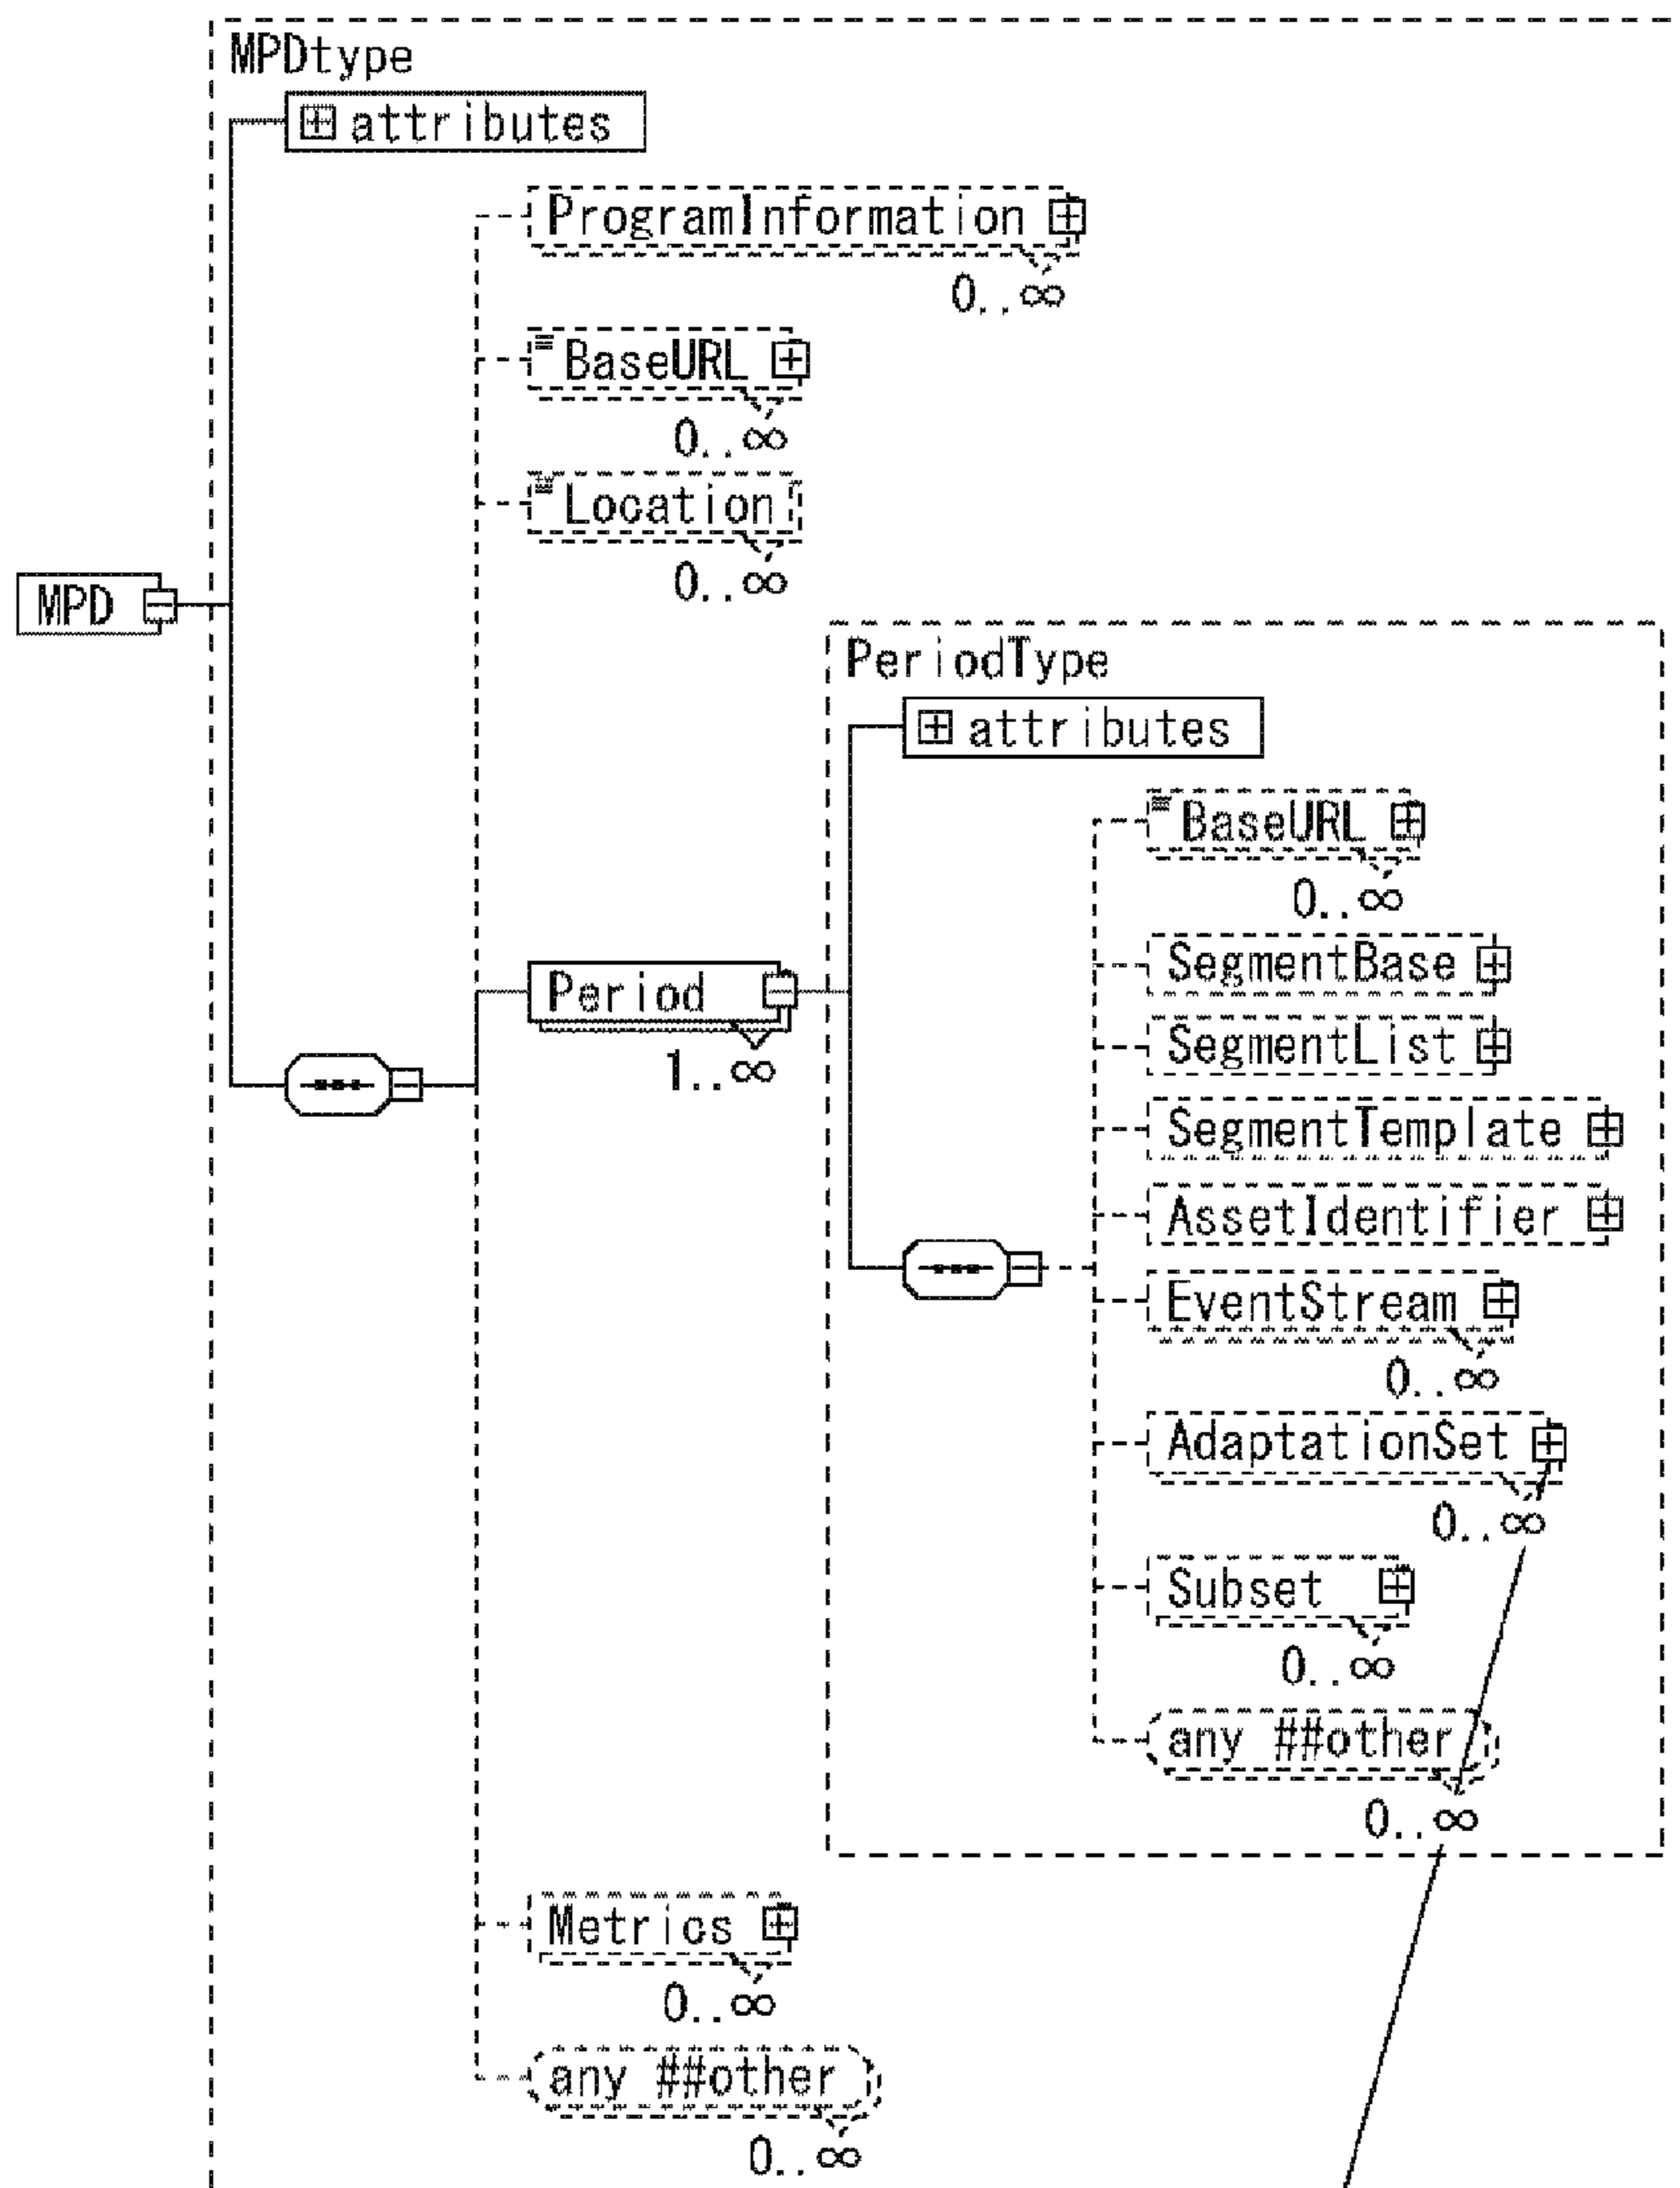 MPDtype
attributes
ProgramInformation
0..∞
BaseURL
0..∞
Location
0..∞
MPD
PeriodType
attributes
BaseURL
0..∞
SegmentBase
Period
1..∞
SegmentList
SegmentTemplate
AssetIdentifier
EventStream
0..∞
AdaptationSet
0..∞
Subset
0..∞
any ##other
0..∞
Metrics
0..∞
any ##other
0..∞